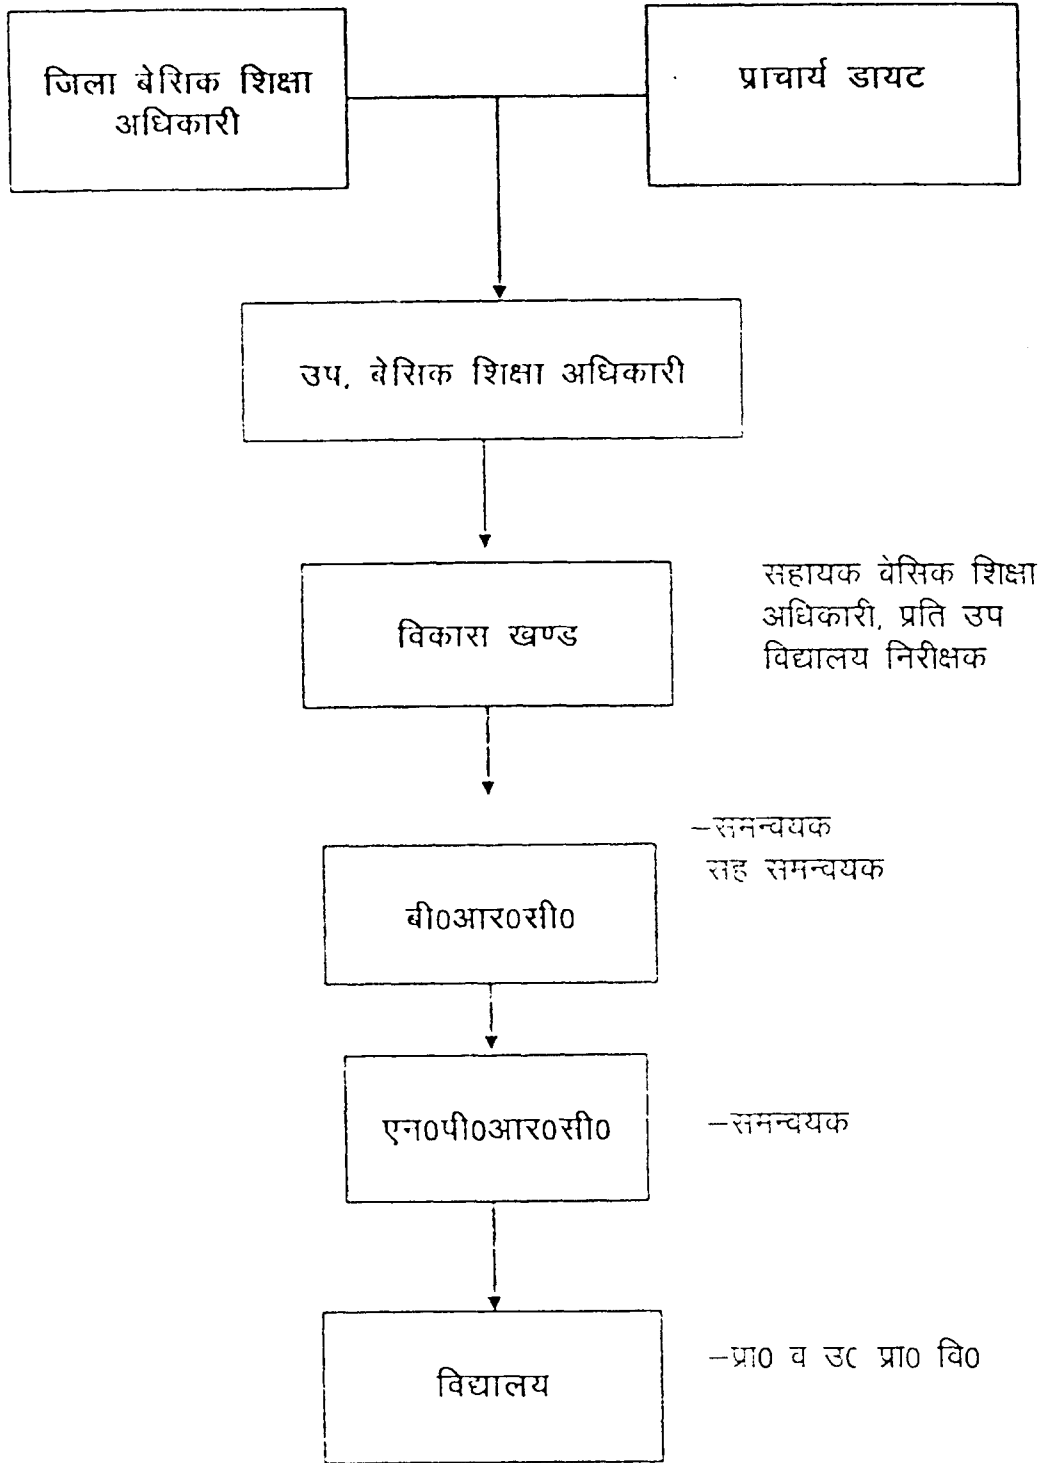 जिला बेसिक शिक्षा
अधिकारी
प्राचार्य डायट
उप. बेसिक शिक्षा अधिकारी
विकास खण्ड
सहायक बेसिक शिक्षा
अधिकारी, प्रति उप
विद्यालय निरीक्षक
–समन्वयक
सह समन्वयक
बी0आर0सी0
एन0पी0आर0सी0
–समन्वयक
विद्यालय
–प्रा0 व उ0 प्रा0 वि0